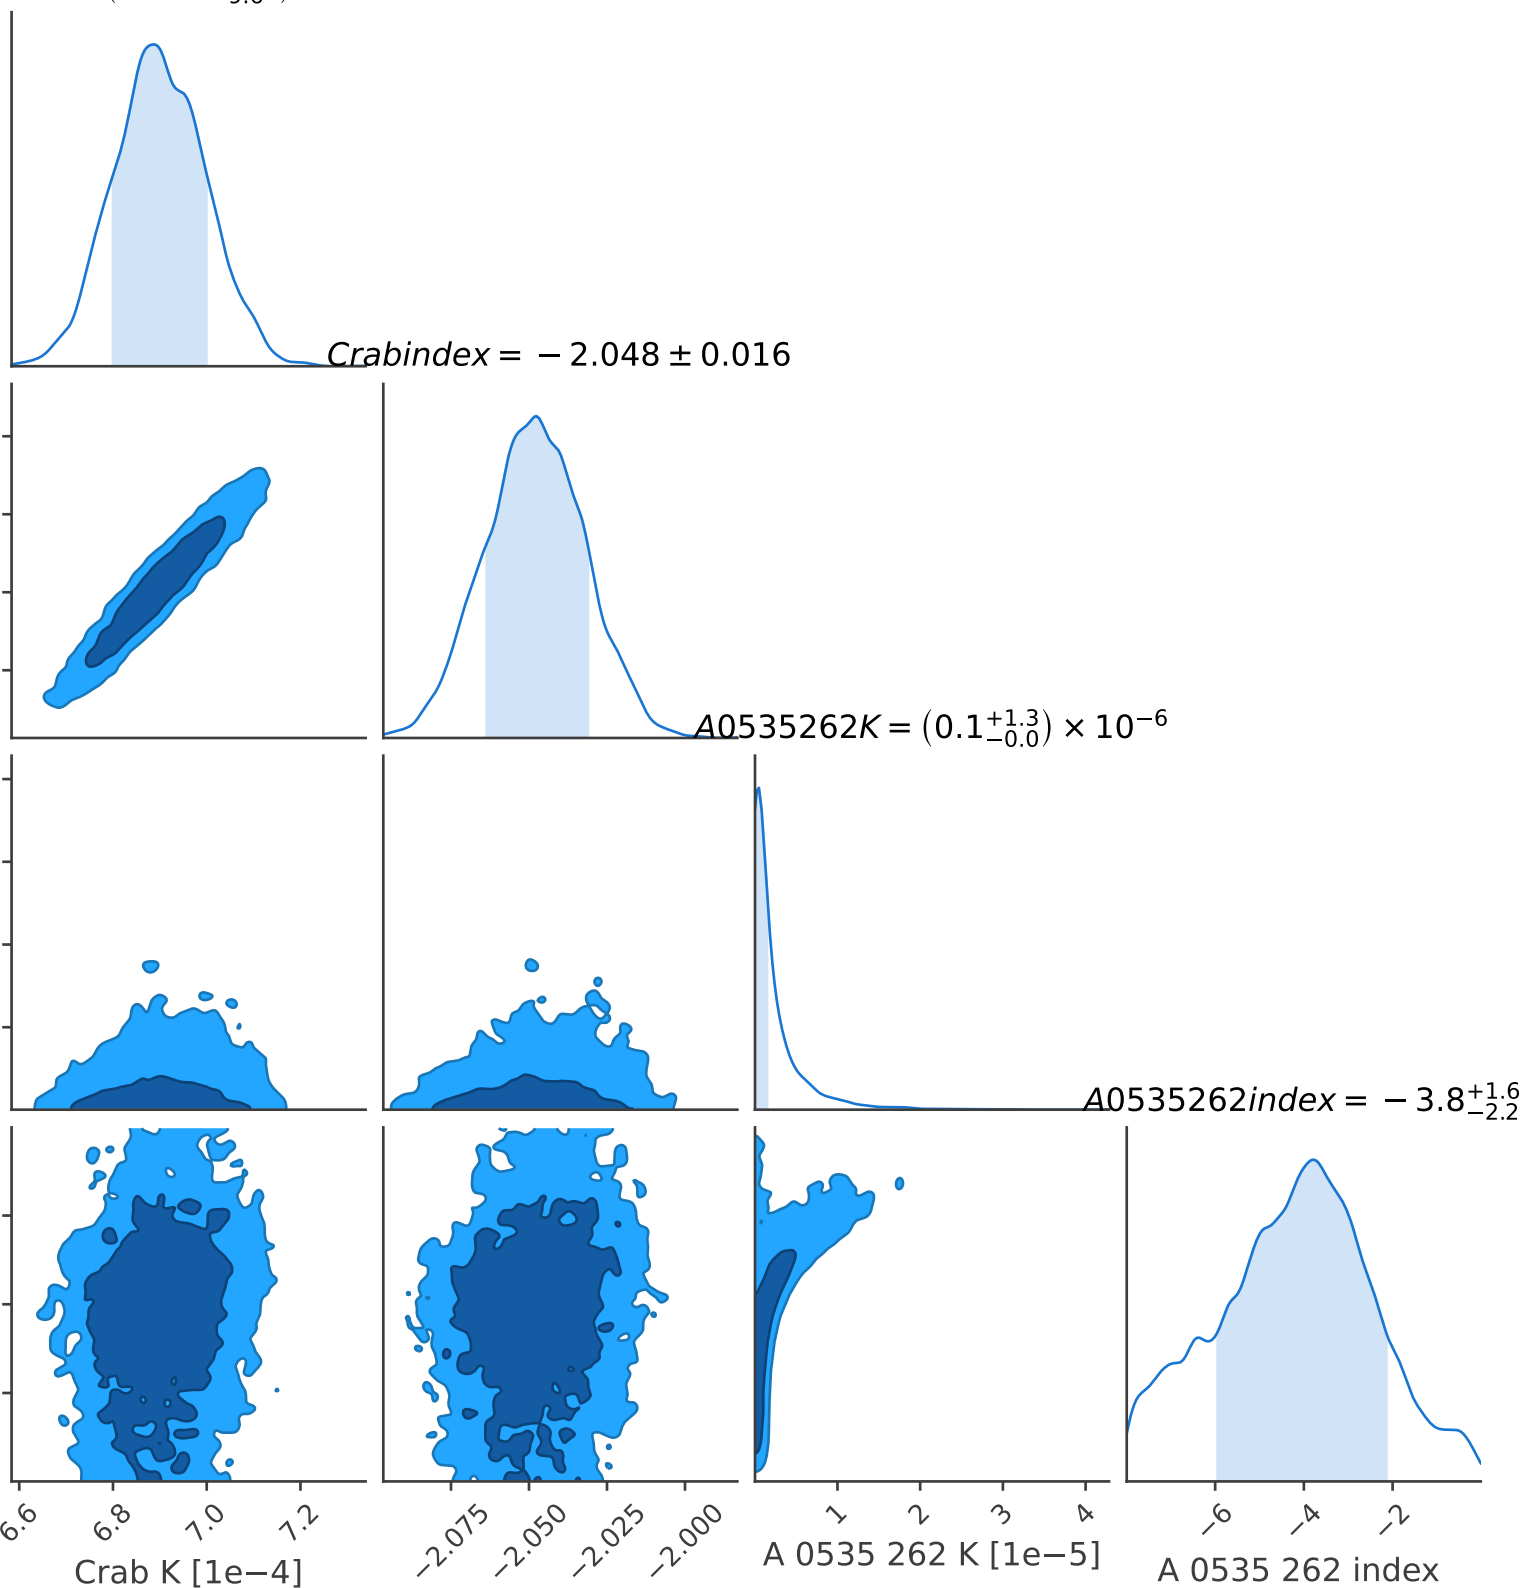 Crabindex = − 2.048 ± 0.016
A0535262K = (0.1 +1.3 −0.0) × 10−6
A0535262index = − 3.8 +1.6 −2.2
6.6 6.8 7.0 7.2
−2.075 −2.050 −2.025 −2.000
1 2 3 4
−6 −4 −2
Crab K [1e−4]
A 0535 262 K [1e−5]
A 0535 262 index